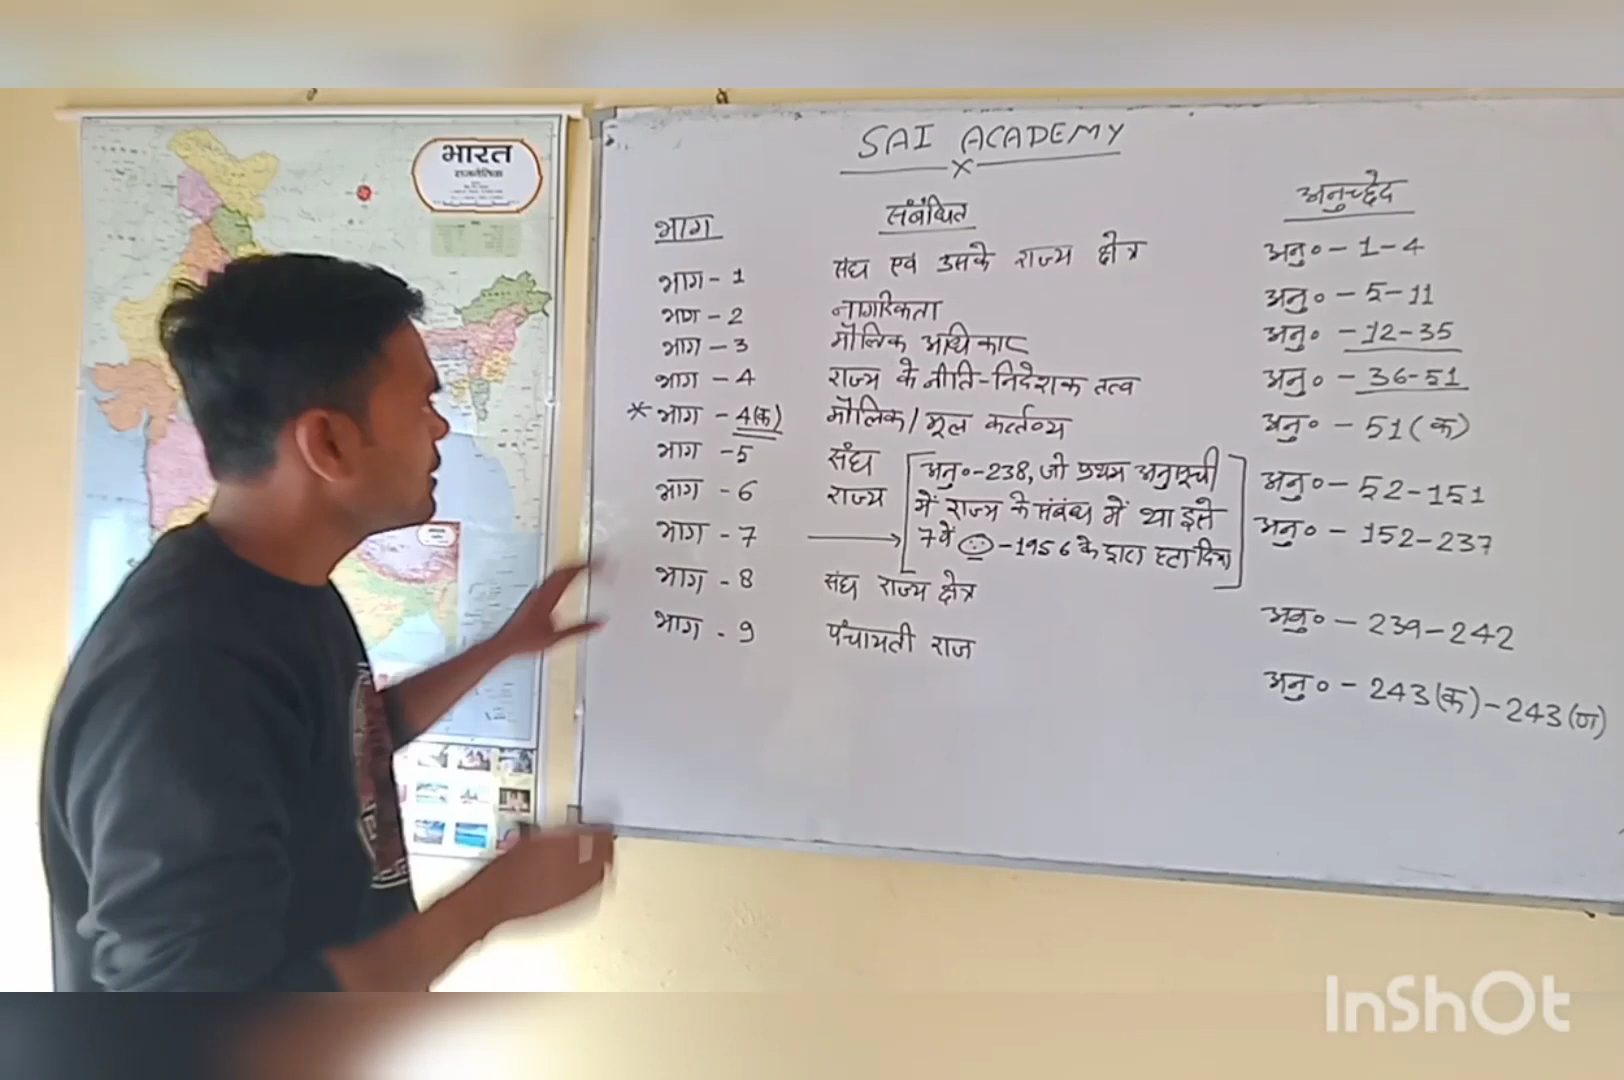 भारत
राजनैतिक
SAI ACADEMY
भाग संबंधित अनुच्छेद
भाग - 1 संघ एवं उसके राज्य क्षेत्र अनु० - 1-4
भाग - 2 नागरिकता अनु० - 5-11
भाग - 3 मौलिक अधिकार अनु० - 12-35
भाग - 4 राज्य के नीति-निदेशक तत्व अनु० - 36-51
* भाग - 4(क) मौलिक/मूल कर्त्तव्य अनु० - 51(क)
भाग - 5 संघ अनु० - 52-151
भाग - 6 राज्य अनु० - 152-237
भाग - 7 → [अनु०-238, जो प्रथम अनुसूची
में राज्य के संबंध में था इसे
7वें - 1956 के द्वारा हटा दिया]
भाग - 8 संघ राज्य क्षेत्र अनु० - 239-242
भाग - 9 पंचायती राज अनु० - 243(क)-243(ण)
InShOt